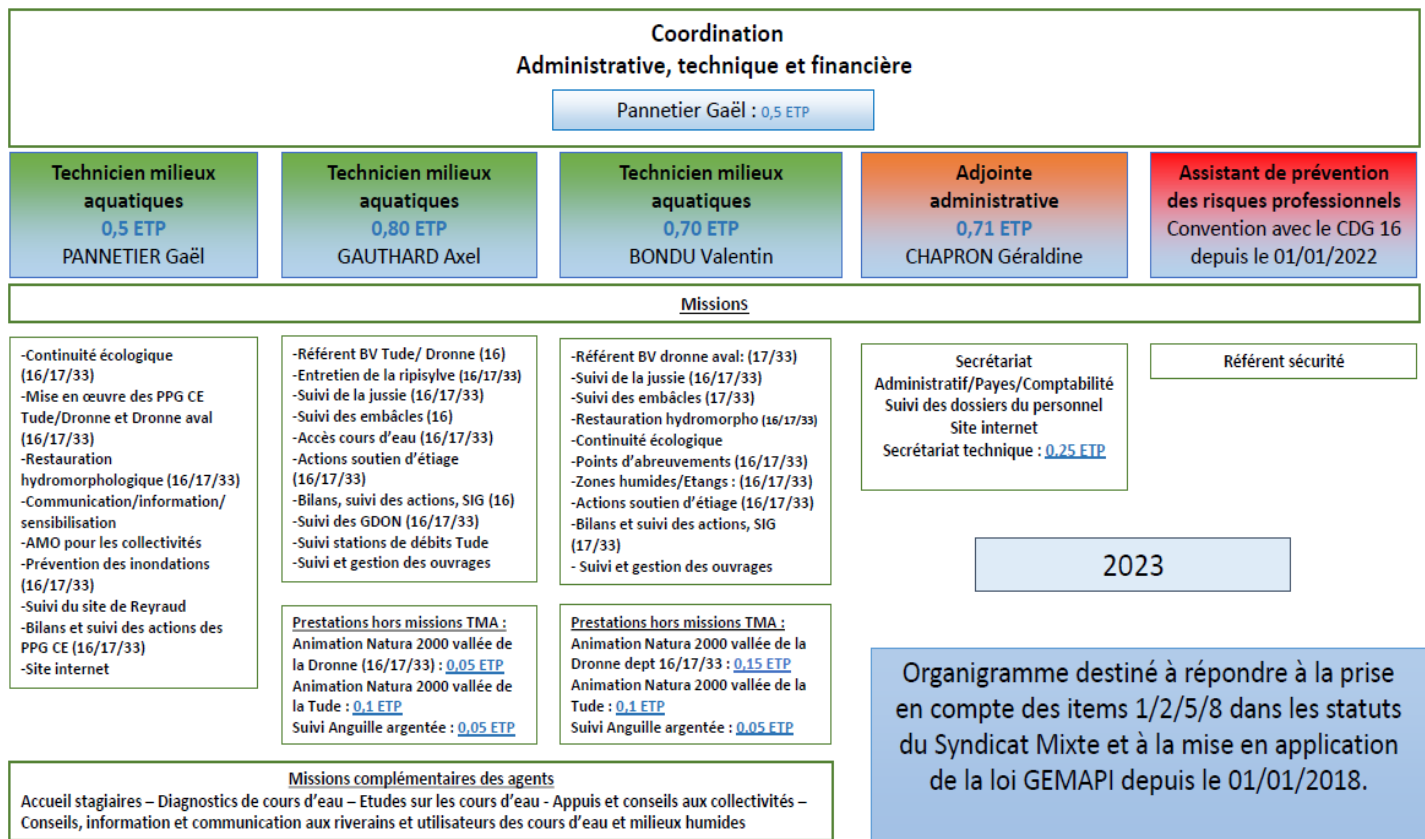 Coordination
Administrative, technique et financière
Pannetier Gaël : 0,5 ETP
Technicien milieux
aquatiques
0,5 ETP
PANNETIER Gaël
Technicien milieux
aquatiques
0,80 ETP
GAUTHARD Axel
Technicien milieux
aquatiques
0,70 ETP
BONDU Valentin
Adjointe
administrative
0,71 ETP
CHAPRON Géraldine
Assistant de prévention
des risques professionnels
Convention avec le CDG 16
depuis le 01/01/2022
Missions
-Continuité écologique
(16/17/33)
-Mise en œuvre des PPG CE
Tude/Dronne et Dronne aval
(16/17/33)
-Restauration
hydromorphologique (16/17/33)
-Communication/information/
sensibilisation
-AMO pour les collectivités
-Prévention des inondations
(16/17/33)
-Suivi du site de Reyraud
-Bilans et suivi des actions des
PPG CE (16/17/33)
-Site internet
-Référent BV Tude/ Dronne (16)
-Entretien de la ripisylve (16/17/33)
-Suivi de la jussie (16/17/33)
-Suivi des embâcles (16)
-Accès cours d'eau (16/17/33)
-Actions soutien d'étiage
(16/17/33)
-Bilans, suivi des actions, SIG (16)
-Suivi des GDON (16/17/33)
-Suivi stations de débits Tude
-Suivi et gestion des ouvrages
-Référent BV dronne aval: (17/33)
-Suivi de la jussie (16/17/33)
-Suivi des embâcles (17/33)
-Restauration hydromorpho (16/17/33)
-Continuité écologique
-Points d'abreuvements (16/17/33)
-Zones humides/Etangs : (16/17/33)
-Actions soutien d'étiage (16/17/33)
-Bilans et suivi des actions, SIG
(17/33)
- Suivi et gestion des ouvrages
Secrétariat
Administratif/Payes/Comptabilité
Suivi des dossiers du personnel
Site internet
Secrétariat technique : 0,25 ETP
Référent sécurité
2023
Prestations hors missions TMA :
Animation Natura 2000 vallée de
la Dronne (16/17/33) : 0,05 ETP
Animation Natura 2000 vallée de
la Tude : 0,1 ETP
Suivi Anguille argentée : 0,05 ETP
Prestations hors missions TMA :
Animation Natura 2000 vallée de la
Dronne dept 16/17/33 : 0,15 ETP
Animation Natura 2000 vallée de la
Tude : 0,1 ETP
Suivi Anguille argentée : 0,05 ETP
Organigramme destiné à répondre à la prise
en compte des items 1/2/5/8 dans les statuts
du Syndicat Mixte et à la mise en application
de la loi GEMAPI depuis le 01/01/2018.
Missions complémentaires des agents
Accueil stagiaires – Diagnostics de cours d'eau – Etudes sur les cours d'eau - Appuis et conseils aux collectivités –
Conseils, information et communication aux riverains et utilisateurs des cours d'eau et milieux humides